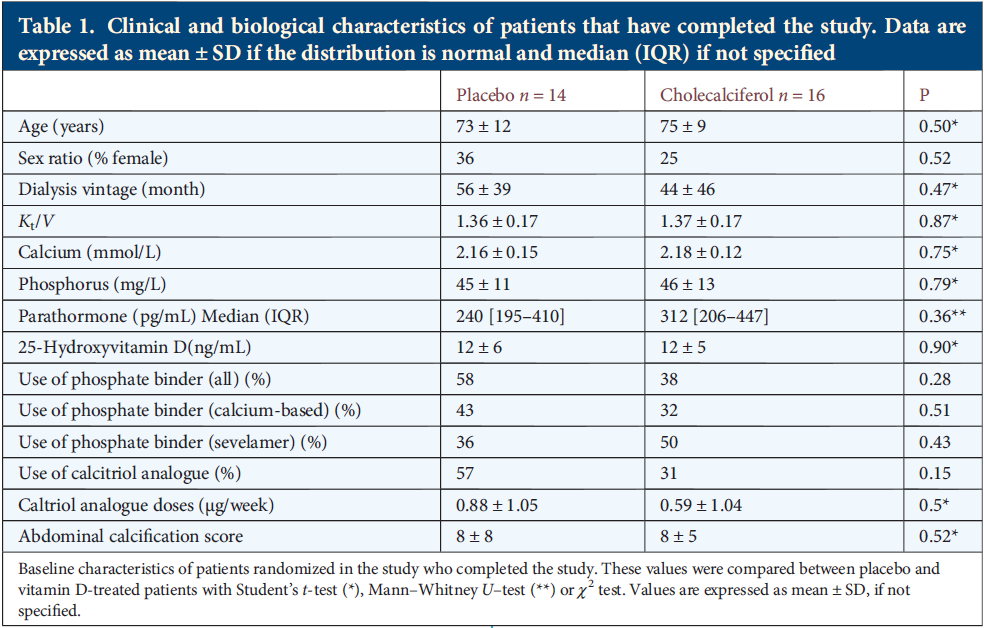 Table 1. Clinical and biological characteristics of patients that have completed the study. Data are
expressed as mean ± SD if the distribution is normal and median (IQR) if not specified
Placebo n = 14 Cholecalciferol n = 16 P
Age (years) 73 ± 12 75 ± 9 0.50*
Sex ratio (% female) 36 25 0.52
Dialysis vintage (month) 56 ± 39 44 ± 46 0.47*
Kt/V 1.36 ± 0.17 1.37 ± 0.17 0.87*
Calcium (mmol/L) 2.16 ± 0.15 2.18 ± 0.12 0.75*
Phosphorus (mg/L) 45 ± 11 46 ± 13 0.79*
Parathormone (pg/mL) Median (IQR) 240 [195–410] 312 [206–447] 0.36**
25-Hydroxyvitamin D(ng/mL) 12 ± 6 12 ± 5 0.90*
Use of phosphate binder (all) (%) 58 38 0.28
Use of phosphate binder (calcium-based) (%) 43 32 0.51
Use of phosphate binder (sevelamer) (%) 36 50 0.43
Use of calcitriol analogue (%) 57 31 0.15
Caltriol analogue doses (μg/week) 0.88 ± 1.05 0.59 ± 1.04 0.5*
Abdominal calcification score 8 ± 8 8 ± 5 0.52*
Baseline characteristics of patients randomized in the study who completed the study. These values were compared between placebo and
vitamin D-treated patients with Student's t-test (*), Mann–Whitney U–test (**) or χ² test. Values are expressed as mean ± SD, if not
specified.